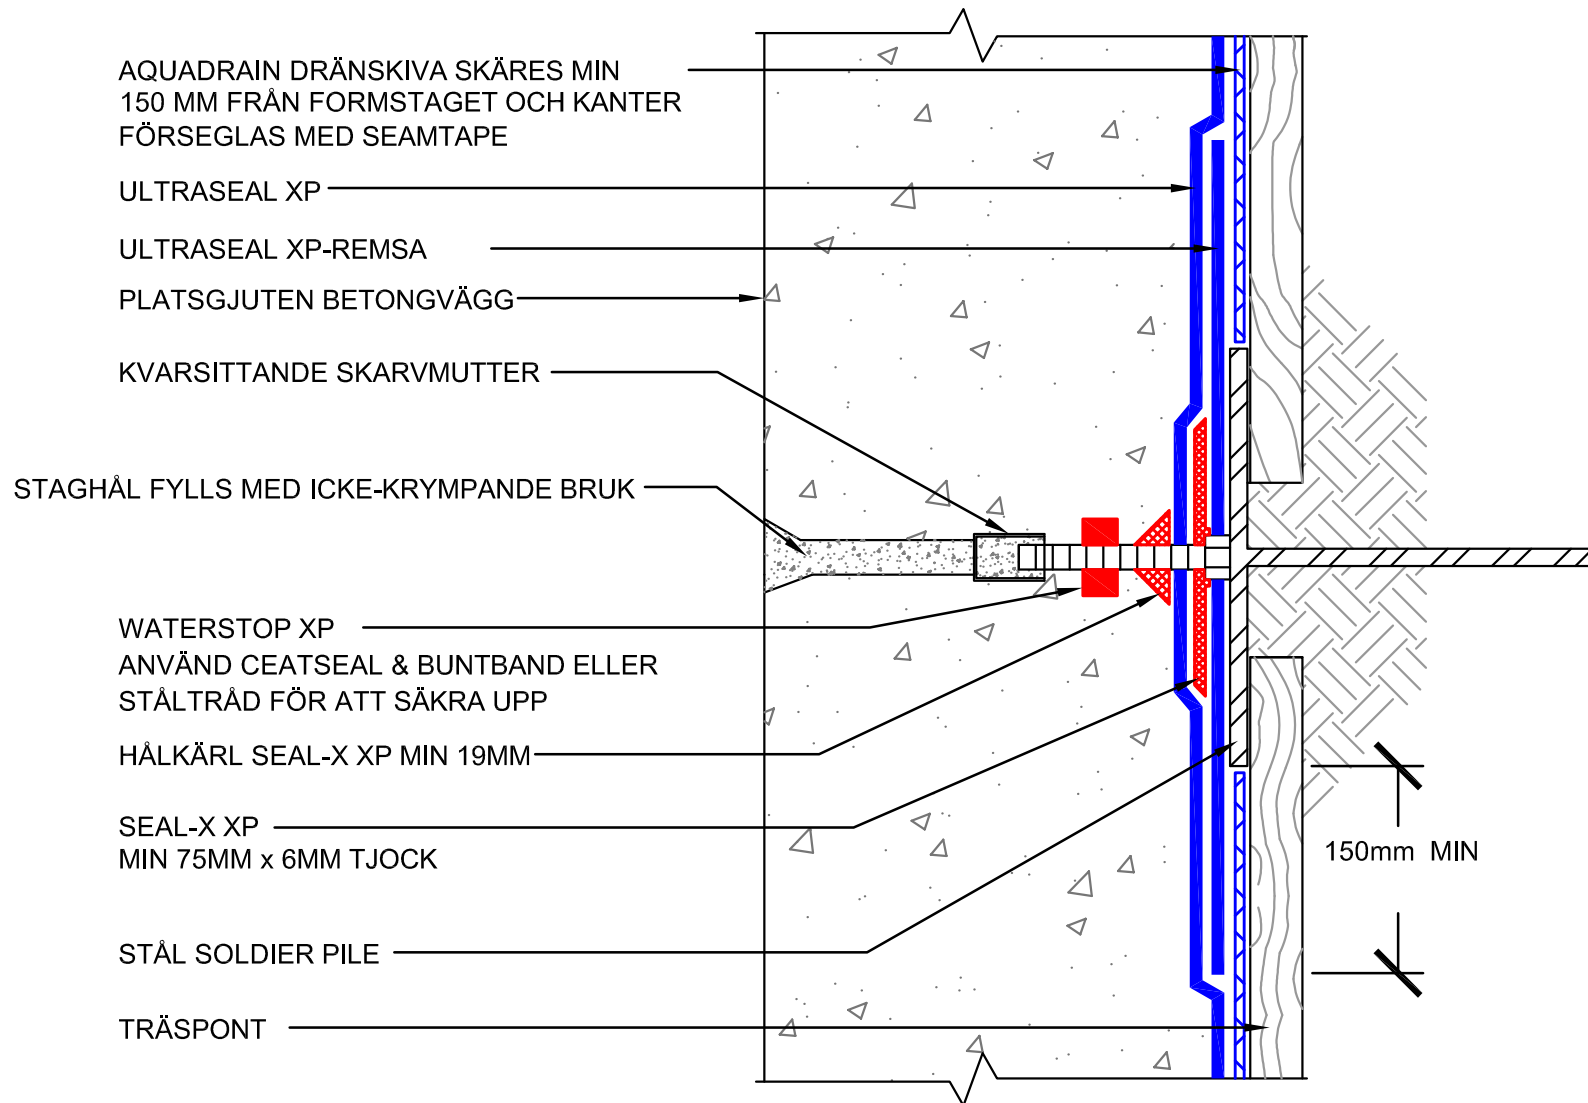 AQUADRAIN DRÄNSKIVA SKÄRES MIN
150 MM FRÅN FORMSTAGET OCH KANTER
FÖRSEGLAS MED SEAMTAPE
ULTRASEAL XP
ULTRASEAL XP-REMSA
PLATSGJUTEN BETONGVÄGG
KVARSITTANDE SKARVMUTTER
STAGHÅL FYLLS MED ICKE-KRYMPANDE BRUK
WATERSTOP XP
ANVÄND CEATSEAL & BUNTBAND ELLER
STÅLTRÅD FÖR ATT SÄKRA UPP
HÅLKÄRL SEAL-X XP MIN 19MM
SEAL-X XP
MIN 75MM x 6MM TJOCK
150mm MIN
STÅL SOLDIER PILE
TRÄSPONT